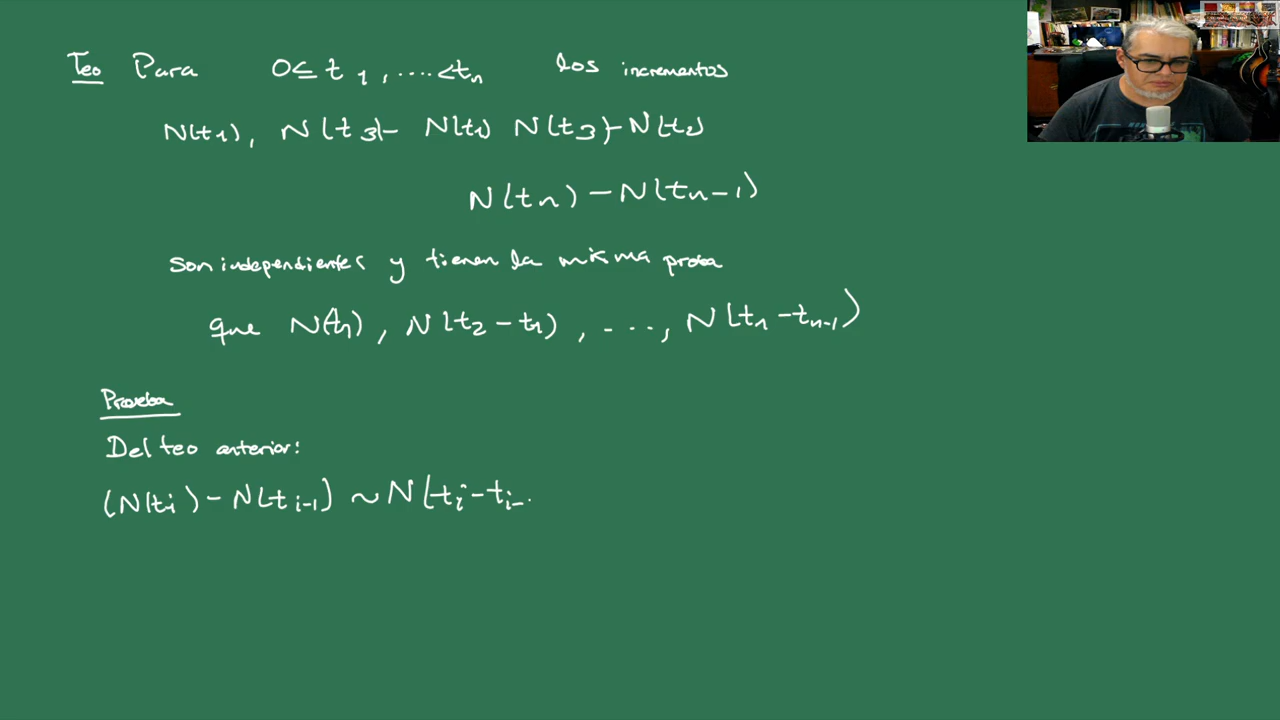 Teo Para 0 ≤ t1, .... < tn los incrementos
N(t1), N(t3)- N(t1) N(t3)-N(t2)
N(tn) - N(tn-1)
son independientes y tienen la misma proba
que N(t1), N(t2 - t1), ...., N(tn - tn-1)
Prueba
Del teo anterior:
(N(ti) - N(ti-1) ~ N(ti - ti-